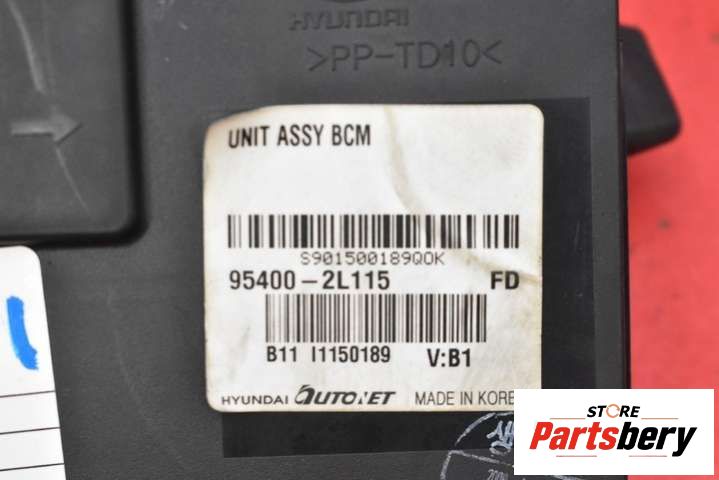 HYUNDAI
>PP-TD10<
UNIT ASSY BCM
S901500189QOK
95400-2L115 FD
B11 I1150189 V:B1
HYUNDAI AUTONET MADE IN KOREA
STORE
Partsbery